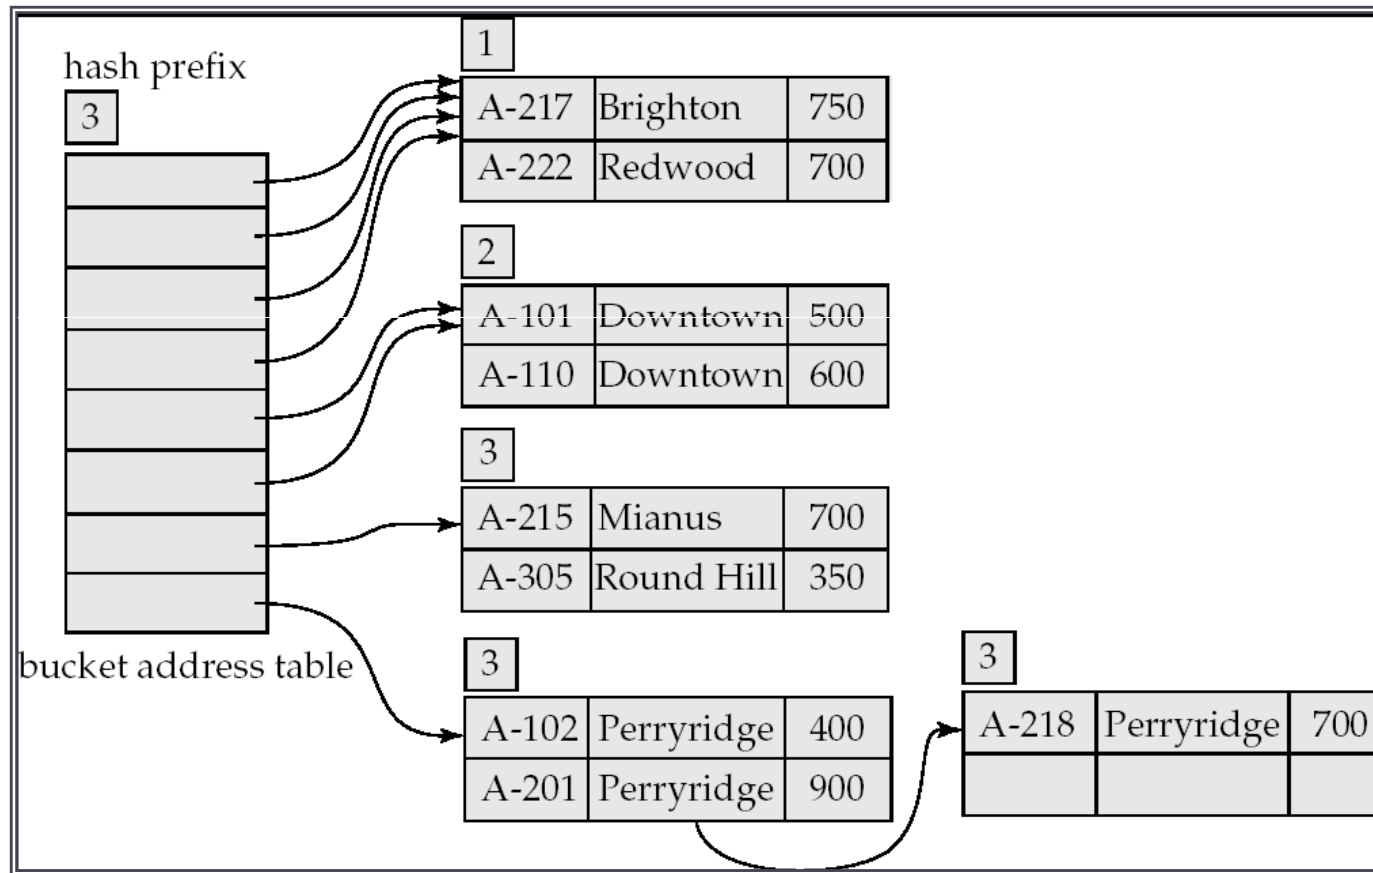 hash prefix
3
1
A-217 Brighton 750
A-222 Redwood 700
2
A-101 Downtown 500
A-110 Downtown 600
3
A-215 Mianus 700
A-305 Round Hill 350
bucket address table
3
A-102 Perryridge 400
A-201 Perryridge 900
3
A-218 Perryridge 700